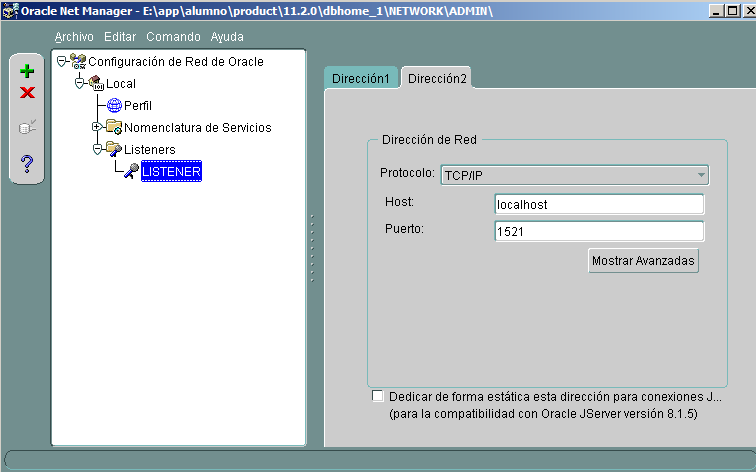 Oracle Net Manager - E:\app\alumno\product\11.2.0\dbhome_1\NETWORK\ADMIN\
Archivo Editar Comando Ayuda
Configuración de Red de Oracle
Local
Perfil
Nomenclatura de Servicios
Listeners
LISTENER
Dirección1 Dirección2
Dirección de Red
Protocolo: TCP/IP
Host: localhost
Puerto: 1521
Mostrar Avanzadas
Dedicar de forma estática esta dirección para conexiones J...
(para la compatibilidad con Oracle JServer versión 8.1.5)